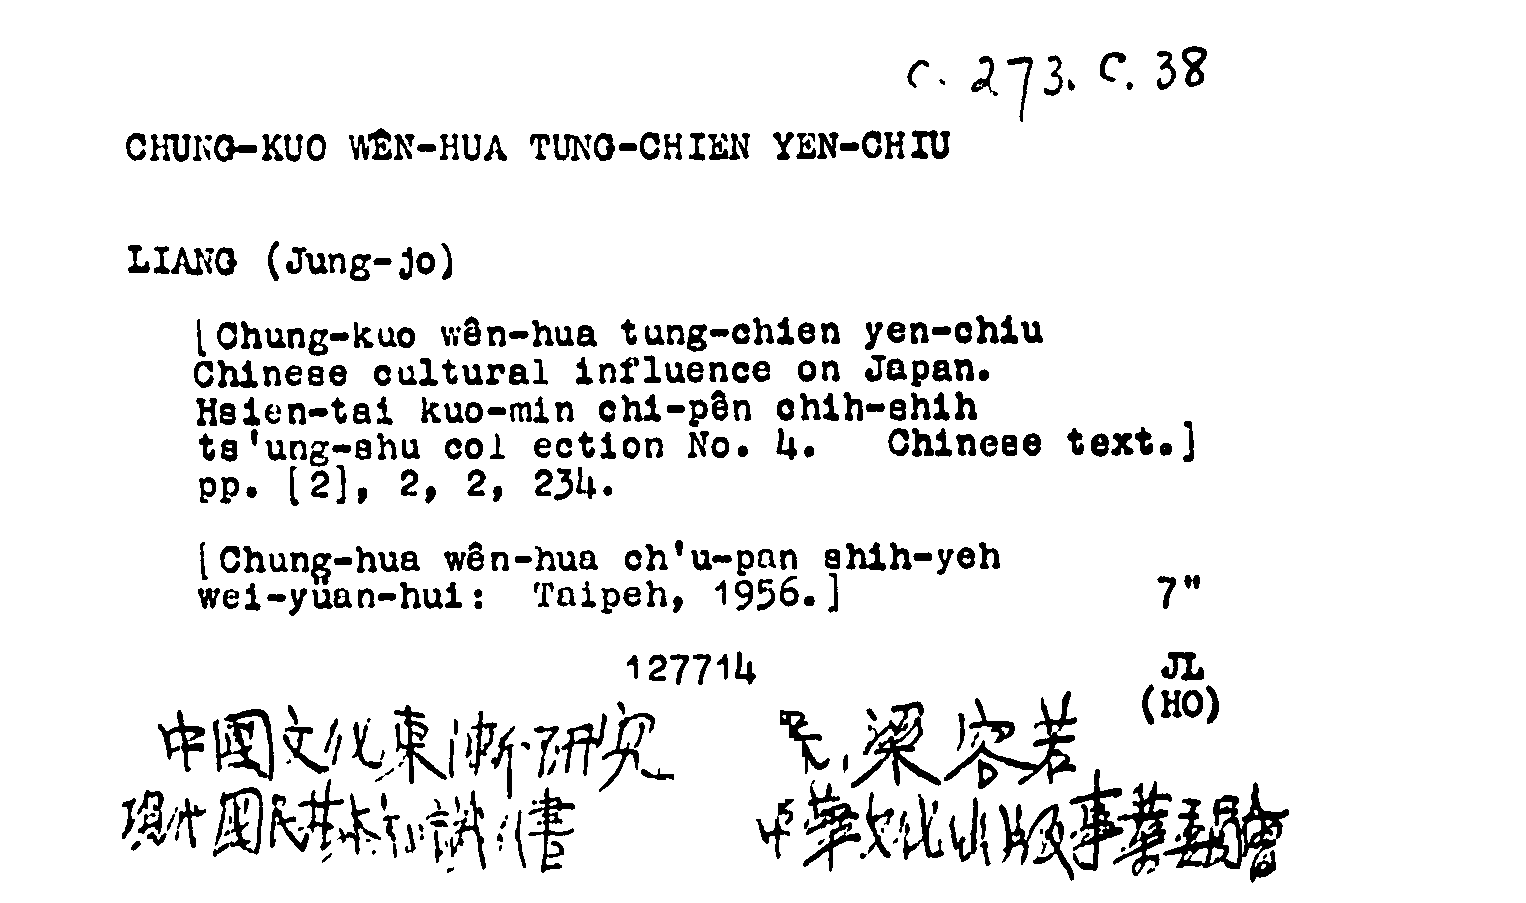 C. 273. C. 38
CHUNG-KUO WÊN-HUA TUNG-CHIEN YEN-CHIU
LIANG (Jung-jo)
[Chung-kuo wên-hua tung-chien yen-chiu
Chinese cultural influence on Japan.
Hsien-tai kuo-min chi-pên chih-shih
ts'ung-shu col ection No. 4. Chinese text.]
pp. [2], 2, 2, 234.
[Chung-hua wên-hua ch'u-pan shih-yeh
wei-yüan-hui: Taipeh, 1956.] 7"
127714 JL
(HO)
中國文化東漸研究 梁容若
現代國民基本知識書 中華文化出版事業委員會